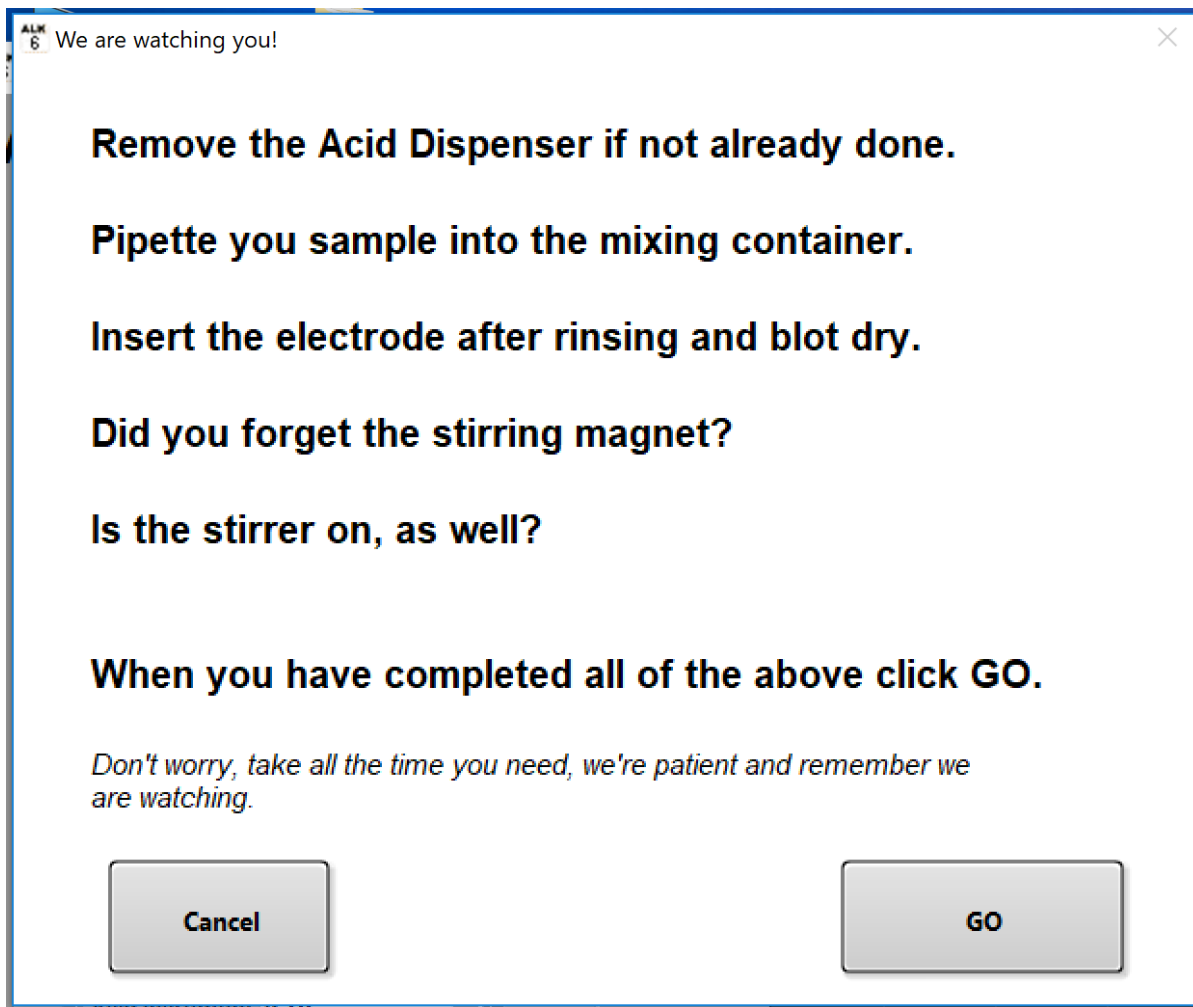 ALK
6
We are watching you!
Remove the Acid Dispenser if not already done.
Pipette you sample into the mixing container.
Insert the electrode after rinsing and blot dry.
Did you forget the stirring magnet?
Is the stirrer on, as well?
When you have completed all of the above click GO.
Don't worry, take all the time you need, we're patient and remember we
are watching.
Cancel
GO